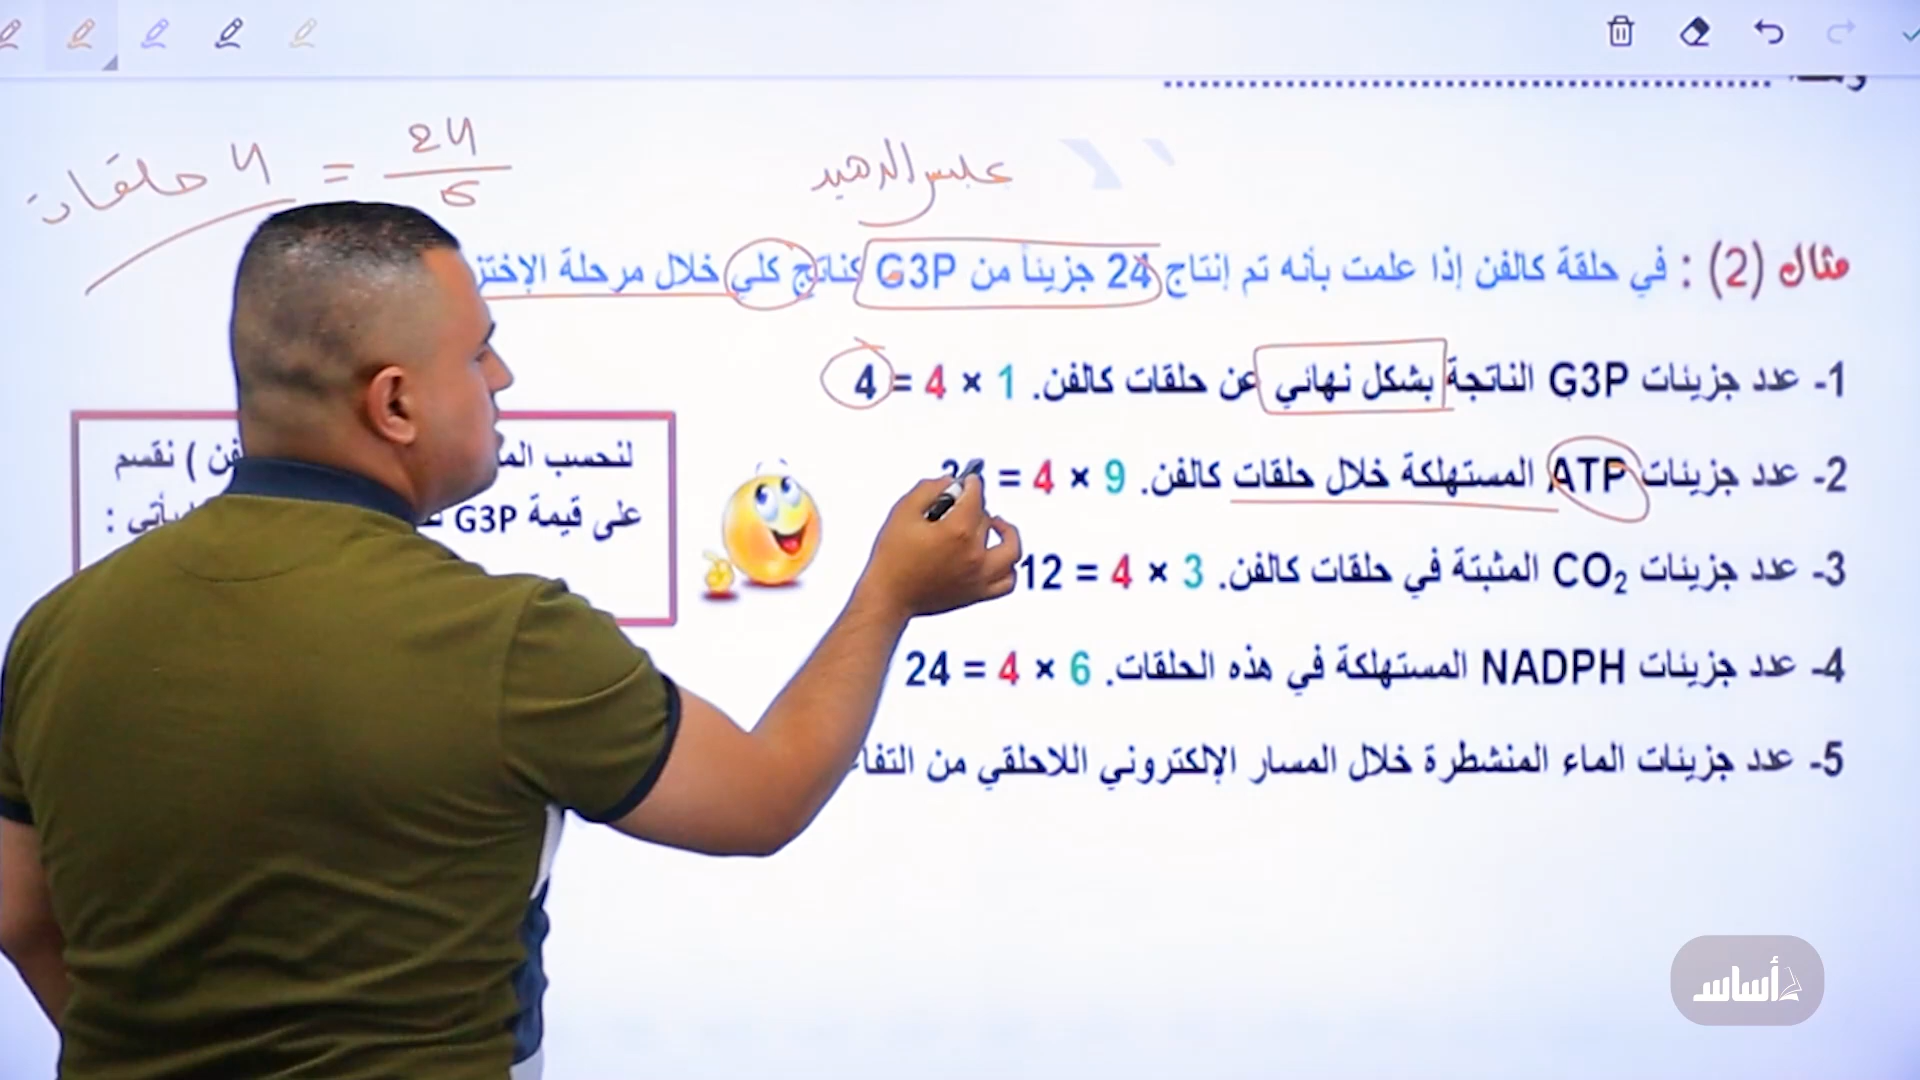 24
6
= 4 حلقات
مثال (2) : في حلقة كالفن إذا علمت بأنه تم إنتاج 24 جزيئاً من G3P كناتج كلي خلال مرحلة الإختز
1- عدد جزيئات G3P الناتجة بشكل نهائي عن حلقات كالفن. 1 × 4 = 4
2- عدد جزيئات ATP المستهلكة خلال حلقات كالفن. 9 × 4 =
3- عدد جزيئات CO₂ المثبتة في حلقات كالفن. 3 × 4 = 12
4- عدد جزيئات NADPH المستهلكة في هذه الحلقات. 6 × 4 = 24
5- عدد جزيئات الماء المنشطرة خلال المسار الإلكتروني اللاحلقي من التفا
لنحسب الم فن ) نقسم
على قيمة G3P يأتي :
أساس